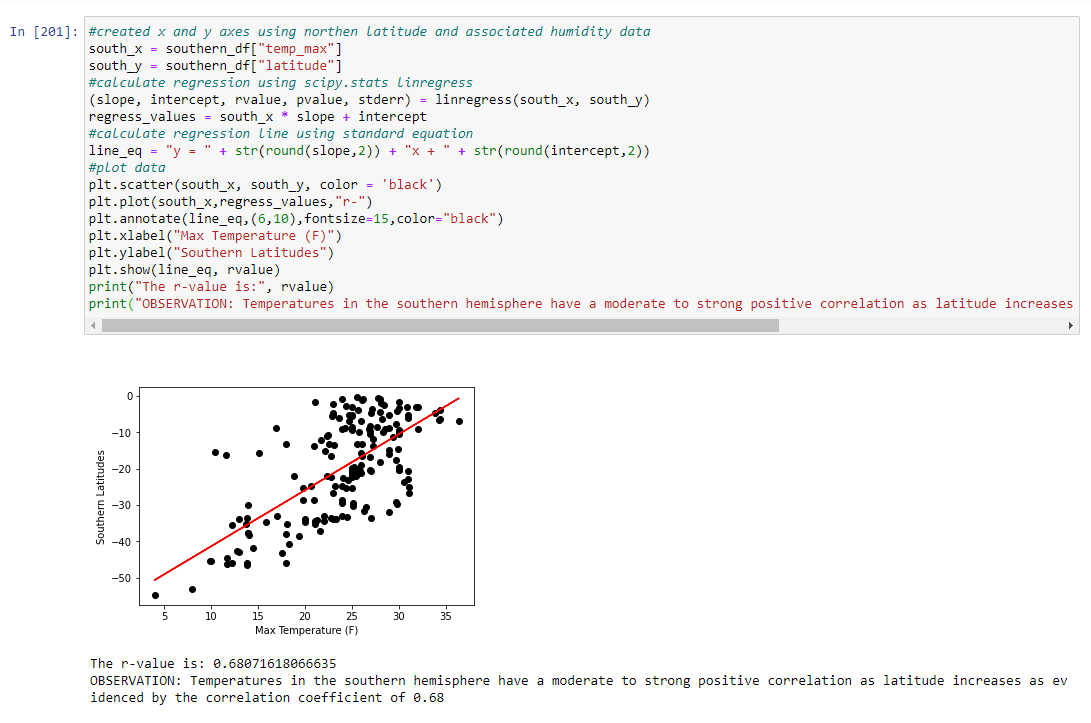 In [201]:
#created x and y axes using northen latitude and associated humidity data
south_x = southern_df["temp_max"]
south_y = southern_df["latitude"]
#calculate regression using scipy.stats linregress
(slope, intercept, rvalue, pvalue, stderr) = linregress(south_x, south_y)
regress_values = south_x * slope + intercept
#calculate regression line using standard equation
line_eq = "y = " + str(round(slope,2)) + "x + " + str(round(intercept,2))
#plot data
plt.scatter(south_x, south_y, color = 'black')
plt.plot(south_x,regress_values,"r-")
plt.annotate(line_eq,(6,10),fontsize=15,color="black")
plt.xlabel("Max Temperature (F)")
plt.ylabel("Southern Latitudes")
plt.show(line_eq, rvalue)
print("The r-value is:", rvalue)
print("OBSERVATION: Temperatures in the southern hemisphere have a moderate to strong positive correlation as latitude increases
0
−10
−20
−30
−40
−50
Southern Latitudes
5 10 15 20 25 30 35
Max Temperature (F)
The r-value is: 0.68071618066635
OBSERVATION: Temperatures in the southern hemisphere have a moderate to strong positive correlation as latitude increases as ev
idenced by the correlation coefficient of 0.68